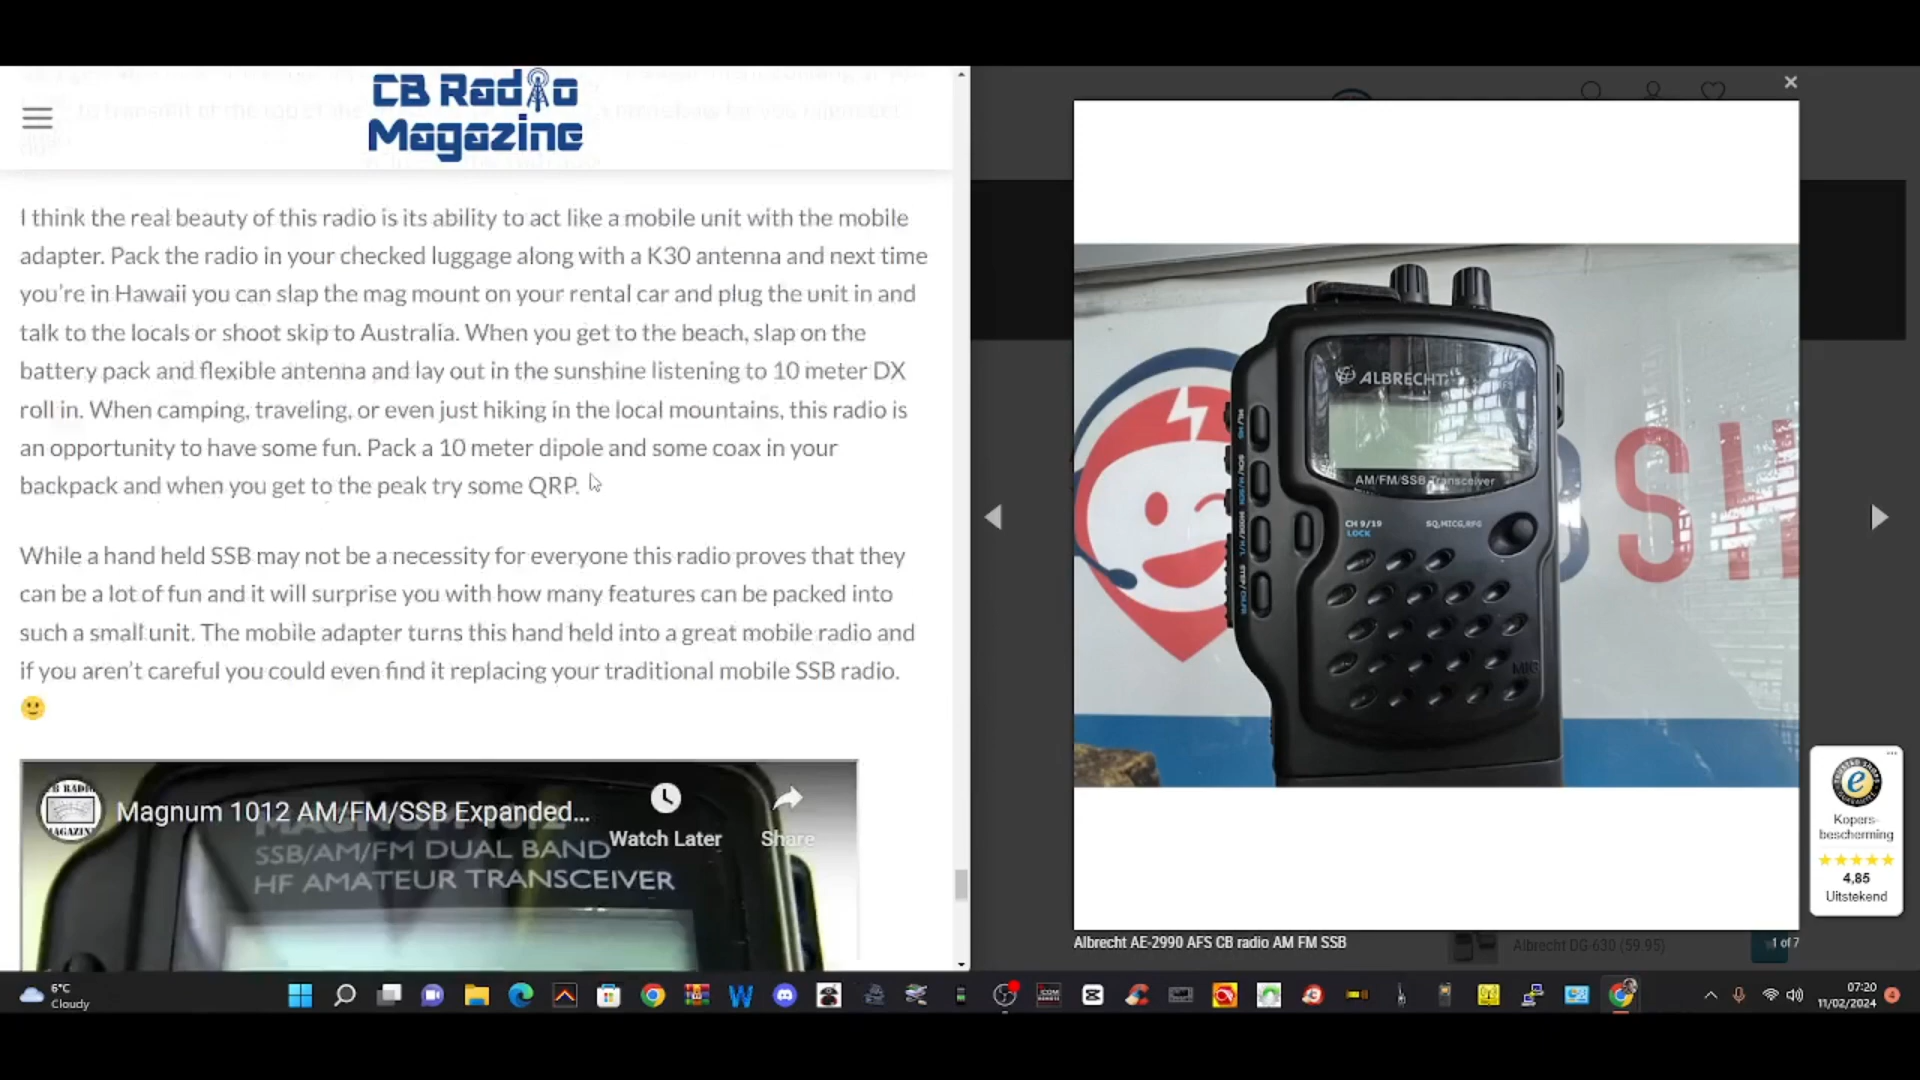 CB Radio
Magazine
I think the real beauty of this radio is its ability to act like a mobile unit with the mobile
adapter. Pack the radio in your checked luggage along with a K30 antenna and next time
you're in Hawaii you can slap the mag mount on your rental car and plug the unit in and
talk to the locals or shoot skip to Australia. When you get to the beach, slap on the
battery pack and flexible antenna and lay out in the sunshine listening to 10 meter DX
roll in. When camping, traveling, or even just hiking in the local mountains, this radio is
an opportunity to have some fun. Pack a 10 meter dipole and some coax in your
backpack and when you get to the peak try some QRP.
While a hand held SSB may not be a necessity for everyone this radio proves that they
can be a lot of fun and it will surprise you with how many features can be packed into
such a small unit. The mobile adapter turns this hand held into a great mobile radio and
if you aren't careful you could even find it replacing your traditional mobile SSB radio.
🙂
CB RADIO
MAGAZINE
Magnum 1012 AM/FM/SSB Expanded...
Watch Later
Share
SSB/AM/FM DUAL BAND
HF AMATEUR TRANSCEIVER
ALBRECHT
AM/FM/SSB Transceiver
CH 9/19
LOCK
SQ,MICG,RFG
MIC
SH
Kopers-
bescherming
4,85
Uitstekend
Albrecht AE-2990 AFS CB radio AM FM SSB
Albrecht DG-630 (59.95)
1 of 7
6°C
Cloudy
07:20
11/02/2024
4